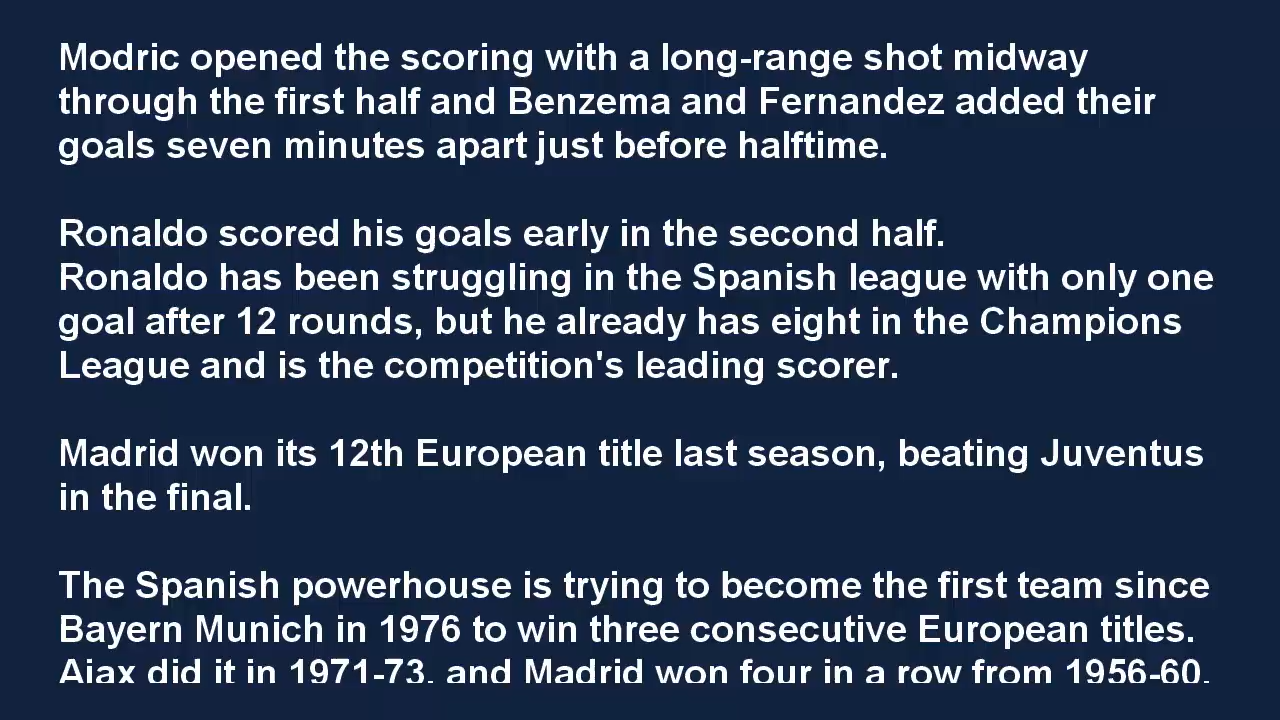 Modric opened the scoring with a long-range shot midway
through the first half and Benzema and Fernandez added their
goals seven minutes apart just before halftime.
Ronaldo scored his goals early in the second half.
Ronaldo has been struggling in the Spanish league with only one
goal after 12 rounds, but he already has eight in the Champions
League and is the competition's leading scorer.
Madrid won its 12th European title last season, beating Juventus
in the final.
The Spanish powerhouse is trying to become the first team since
Bayern Munich in 1976 to win three consecutive European titles.
Ajax did it in 1971-73, and Madrid won four in a row from 1956-60.